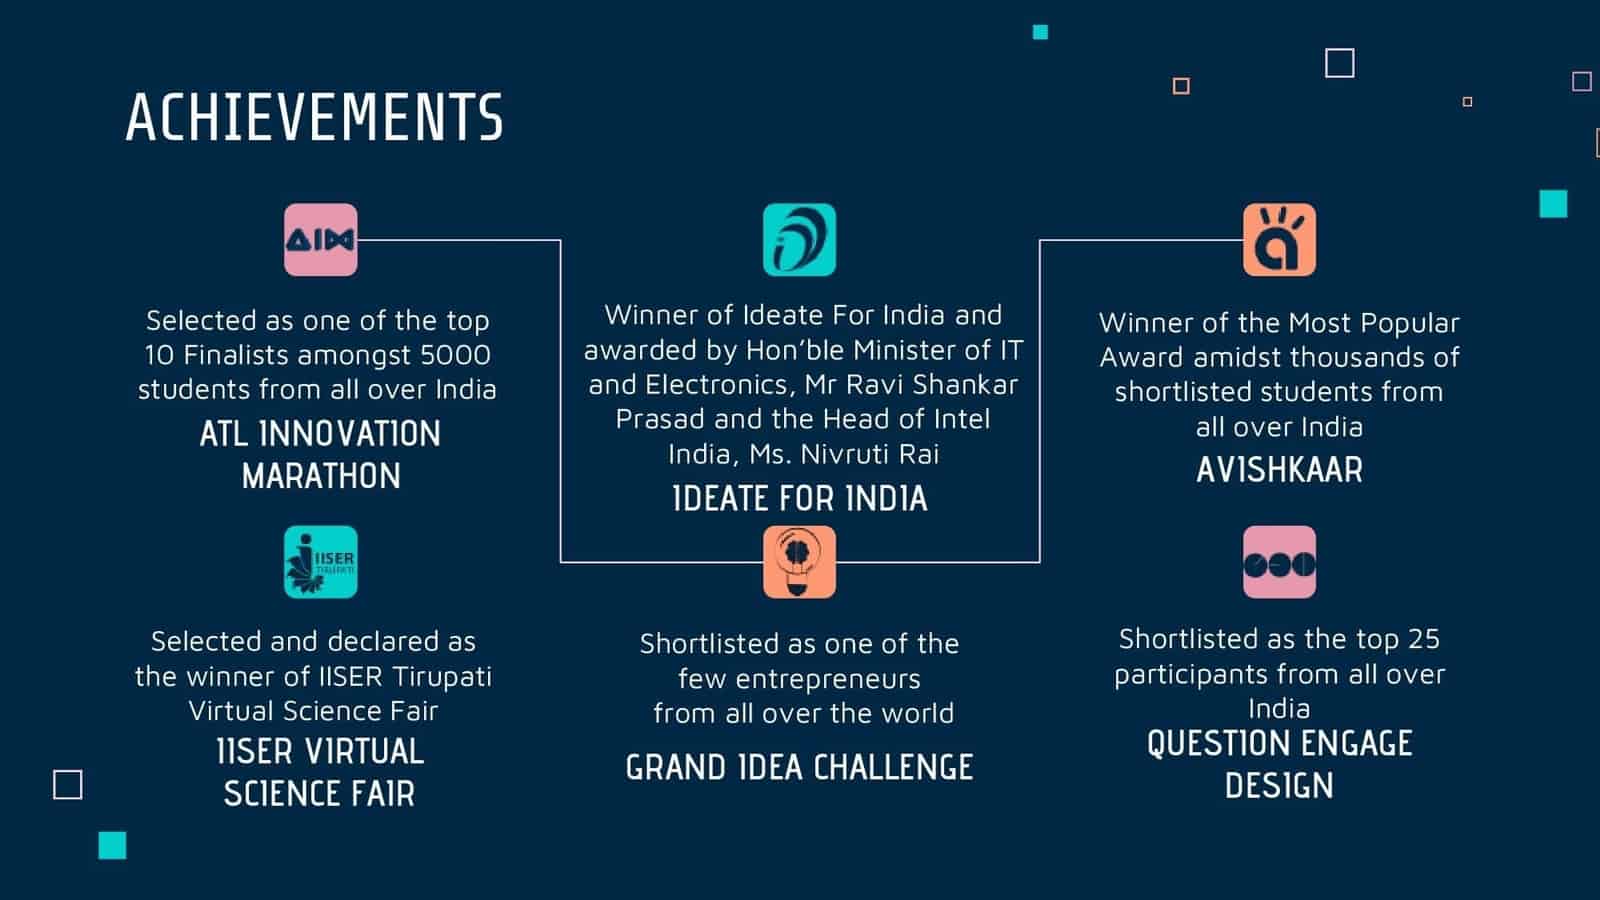 ACHIEVEMENTS
AIM
Selected as one of the top
10 Finalists amongst 5000
students from all over India
ATL INNOVATION
MARATHON
Winner of Ideate For India and
awarded by Hon’ble Minister of IT
and Electronics, Mr Ravi Shankar
Prasad and the Head of Intel
India, Ms. Nivruti Rai
IDEATE FOR INDIA
a
Winner of the Most Popular
Award amidst thousands of
shortlisted students from
all over India
AVISHKAAR
IISER
TIRUPATI
Selected and declared as
the winner of IISER Tirupati
Virtual Science Fair
IISER VIRTUAL
SCIENCE FAIR
Shortlisted as one of the
few entrepreneurs
from all over the world
GRAND IDEA CHALLENGE
Shortlisted as the top 25
participants from all over
India
QUESTION ENGAGE
DESIGN